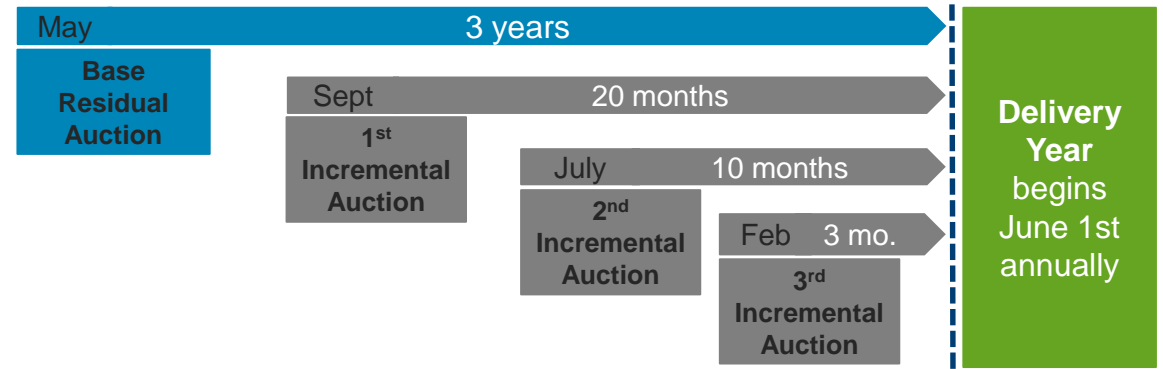 May 3 years
Base
Residual
Auction
Sept 20 months
1st
Incremental
Auction
July 10 months
2nd
Incremental
Auction
Feb 3 mo.
3rd
Incremental
Auction
Delivery
Year
begins
June 1st
annually